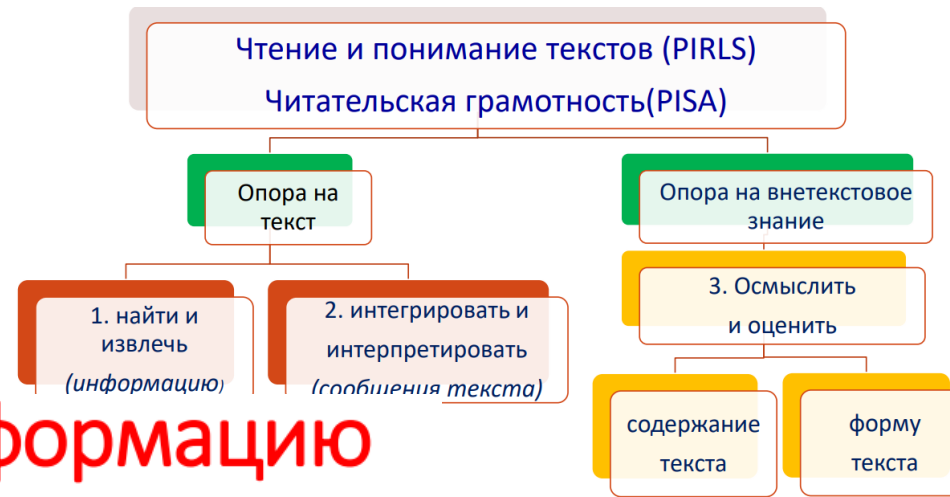 Чтение и понимание текстов (PIRLS)
Читательская грамотность(PISA)
Опора на
текст
Опора на внетекстовое
знание
1. найти и
извлечь
(информацию)
2. интегрировать и
интерпретировать
(сообщения текста)
3. Осмыслить
и оценить
содержание
текста
форму
текста
формацию